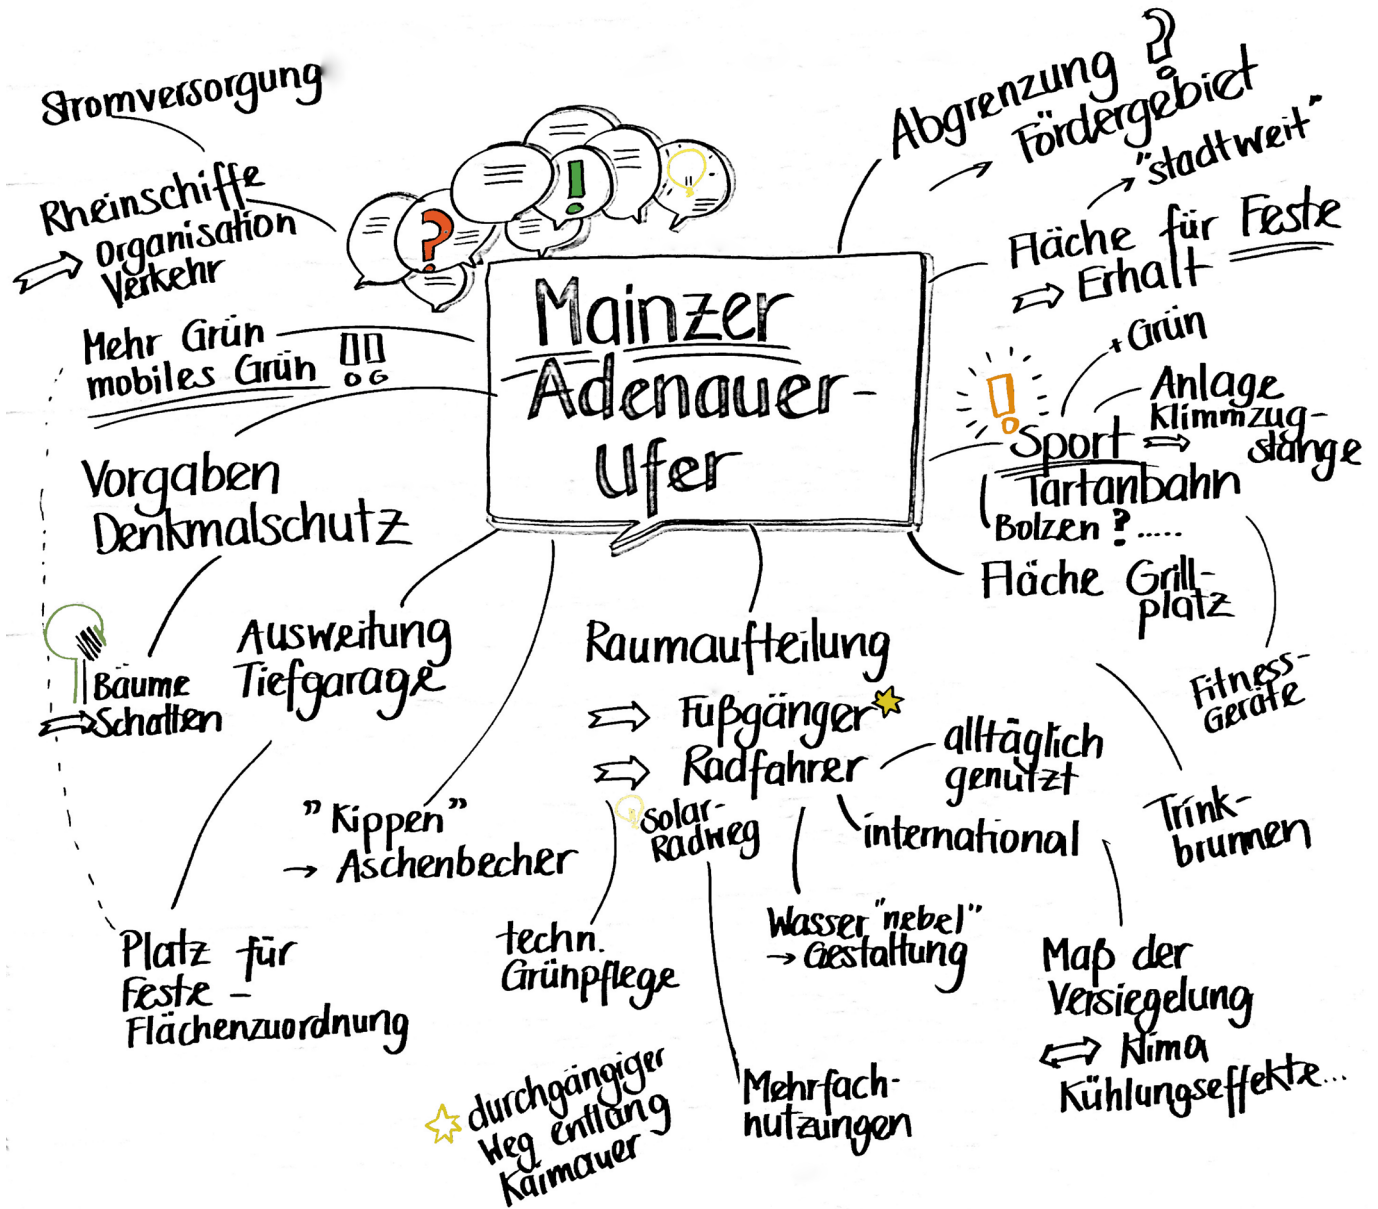 Stromversorgung
Rheinschiffe
Organisation
Verkehr
Mehr Grün
mobiles Grün !!
Vorgaben
Denkmalschutz
Bäume
Schatten
Ausweitung
Tiefgarage
Platz für
Feste -
Flächenzuordnung
"Kippen"
→ Aschenbecher
?
!
Mainzer
Adenauer-
Ufer
Abgrenzung ?
→ Fördergebiet
→ "stadtweit"
Fläche für Feste
⇒ Erhalt
+ Grün
!
Sport ⇒
Anlage
Klimmzug-
stange
Tartanbahn
Bolzen ? .....
Fläche Grill-
platz
Fitness-
Geräte
Trink-
brunnen
Raumaufteilung
⇒ Fußgänger
⇒ Radfahrer
alltäglich
genutzt
international
Solar-
Radweg
techn.
Grünpflege
Wasser "nebel"
→ Gestaltung
Maß der
Versiegelung
⇔ Klima
Kühlungseffekte...
Mehrfach-
nutzungen
durchgängiger
Weg entlang
Kaimauer